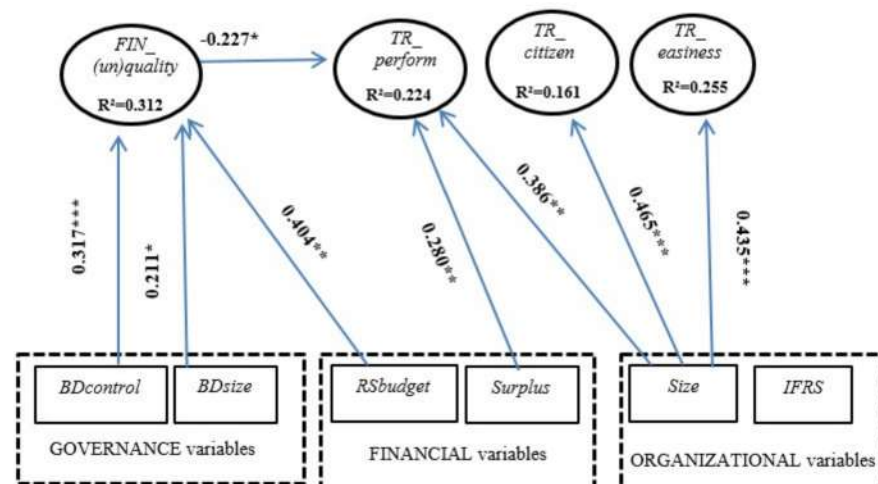 FIN_
(un)quality
R²=0.312
-0.227*
TR_
perform
R²=0.224
TR_
citizen
R²=0.161
TR_
easiness
R²=0.255
0.317***
0.211*
0.404**
0.280**
0.386**
0.465***
0.435***
BDcontrol
BDsize
RSbudget
Surplus
Size
IFRS
GOVERNANCE variables
FINANCIAL variables
ORGANIZATIONAL variables